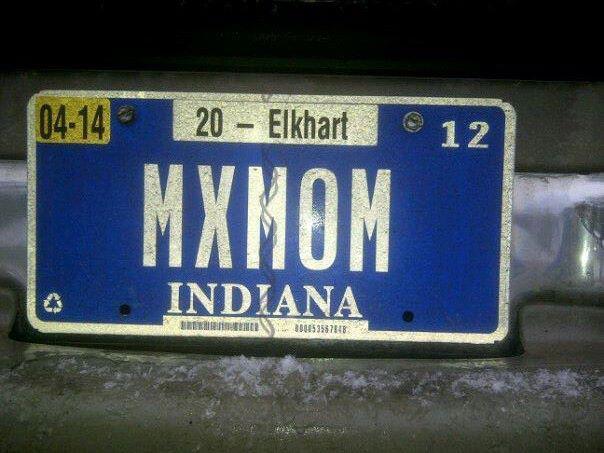 04-14 20 – Elkhart 12
MXMOM
INDIANA